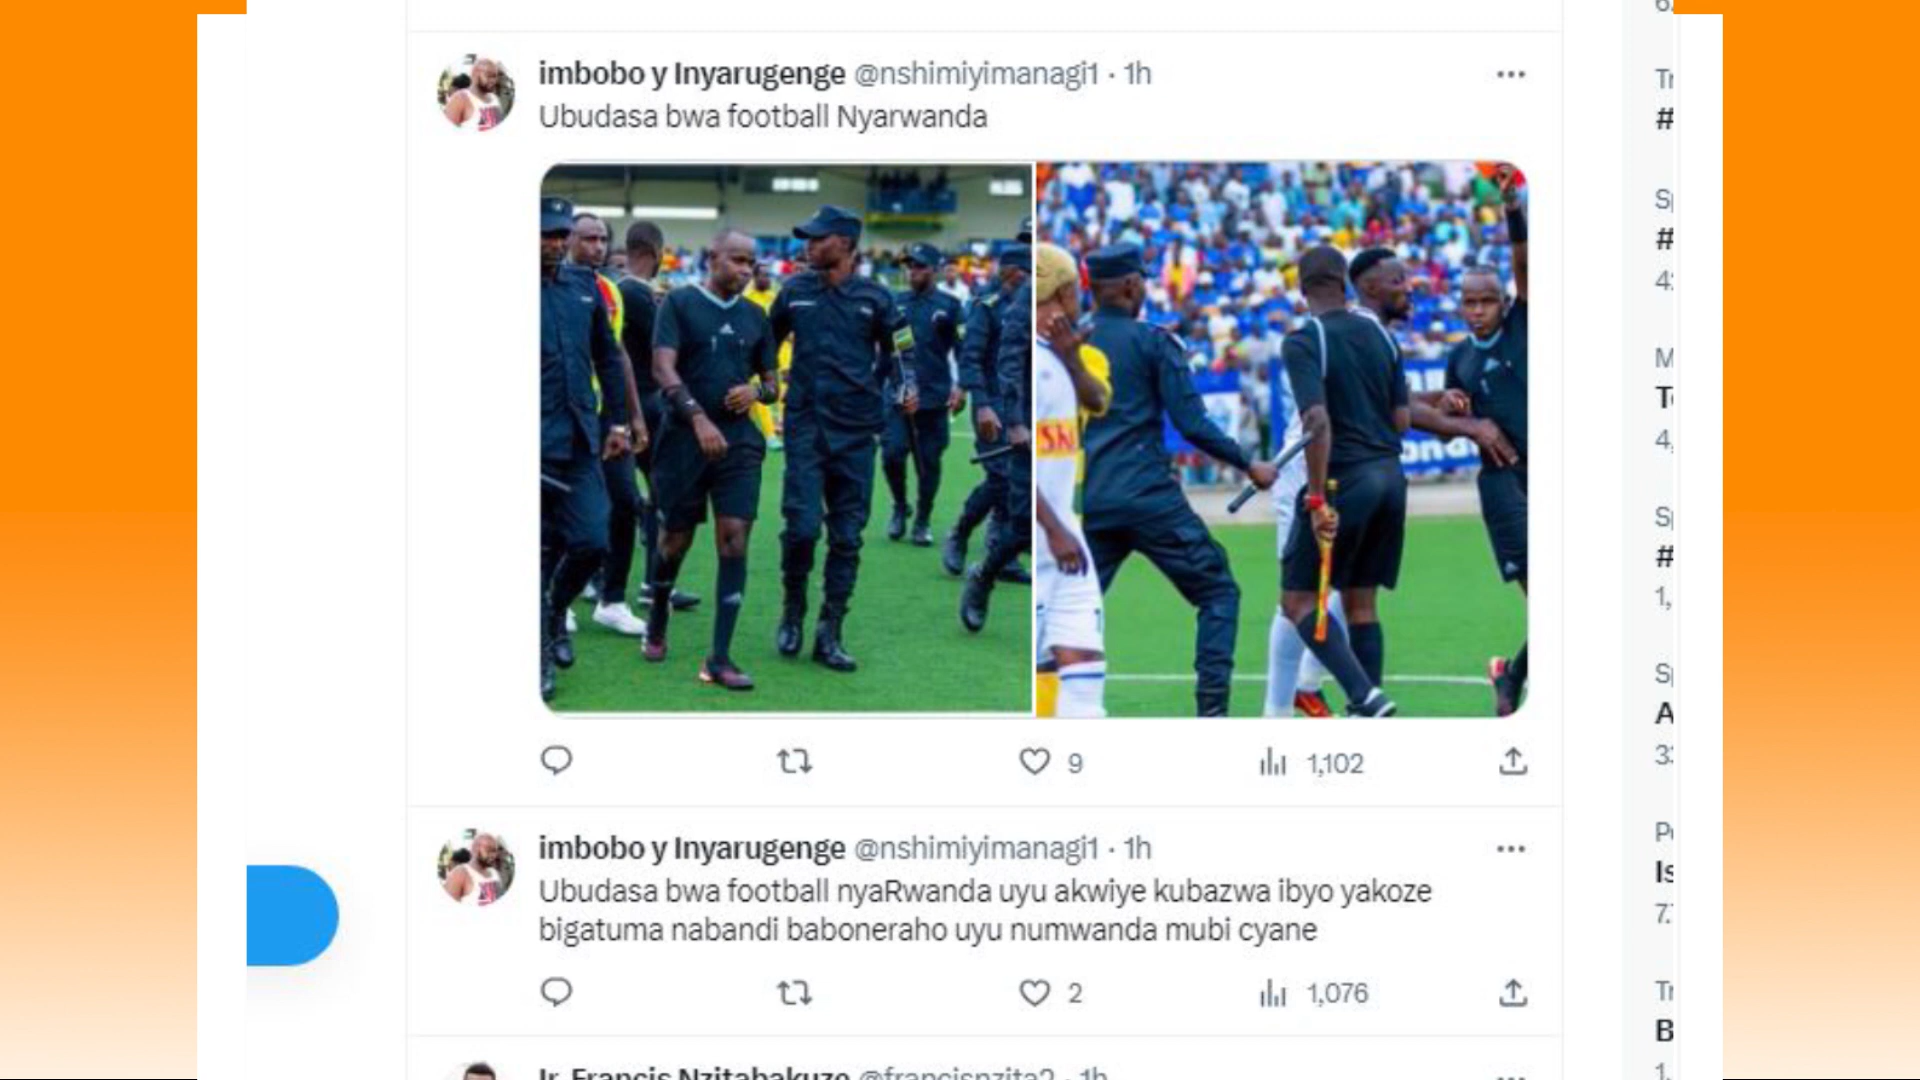 imbobo y Inyarugenge @nshimiyimanagi1 · 1h
Ubudasa bwa football Nyarwanda
Skol
9
1,102
imbobo y Inyarugenge @nshimiyimanagi1 · 1h
Ubudasa bwa football nyaRwanda uyu akwiye kubazwa ibyo yakoze
bigatuma nabandi baboneraho uyu numwanda mubi cyane
2
1,076
Ir. Francis Nzitabakuze @francisnzita2 · 1h